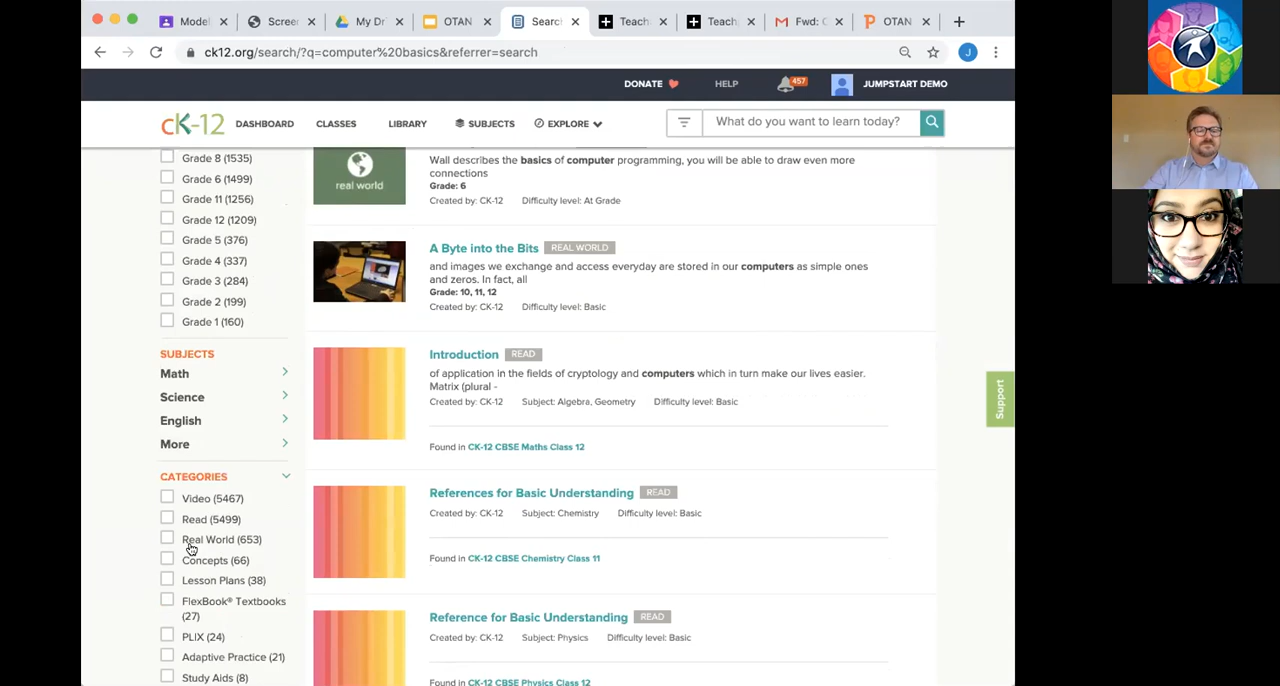 Model
Screer
My Dr
OTAN
Search
Teach
Teach
Fwd: C
OTAN
ck12.org/search/?q=computer%20basics&referrer=search
J
DONATE
HELP
457
JUMPSTART DEMO
cK-12
DASHBOARD
CLASSES
LIBRARY
SUBJECTS
EXPLORE
What do you want to learn today?
Grade 8 (1535)
Grade 6 (1499)
Grade 11 (1256)
Grade 12 (1209)
Grade 5 (376)
Grade 4 (337)
Grade 3 (284)
Grade 2 (199)
Grade 1 (160)
SUBJECTS
Math
Science
English
More
CATEGORIES
Video (5467)
Read (5499)
Real World (653)
Concepts (66)
Lesson Plans (38)
FlexBook® Textbooks
(27)
PLIX (24)
Adaptive Practice (21)
Study Aids (8)
real world
Wall describes the basics of computer programming, you will be able to draw even more
connections
Grade: 6
Created by: CK-12 Difficulty level: At Grade
A Byte into the Bits REAL WORLD
and images we exchange and access everyday are stored in our computers as simple ones
and zeros. In fact, all
Grade: 10, 11, 12
Created by: CK-12 Difficulty level: Basic
Introduction READ
of application in the fields of cryptology and computers which in turn make our lives easier.
Matrix (plural -
Created by: CK-12 Subject: Algebra, Geometry Difficulty level: Basic
Found in CK-12 CBSE Maths Class 12
References for Basic Understanding READ
Created by: CK-12 Subject: Chemistry Difficulty level: Basic
Found in CK-12 CBSE Chemistry Class 11
Reference for Basic Understanding READ
Created by: CK-12 Subject: Physics Difficulty level: Basic
Found in CK-12 CBSE Physics Class 12
Support